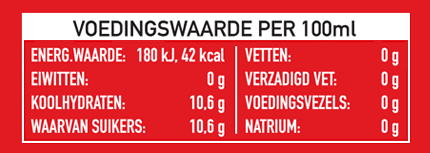 VOEDINGSWAARDE PER 100ml
ENERG.WAARDE: 180 kJ, 42 kcal
EIWITTEN: 0 g
KOOLHYDRATEN: 10,6 g
WAARVAN SUIKERS: 10,6 g
VETTEN: 0 g
VERZADIGD VET: 0 g
VOEDINGSVEZELS: 0 g
NATRIUM: 0 g